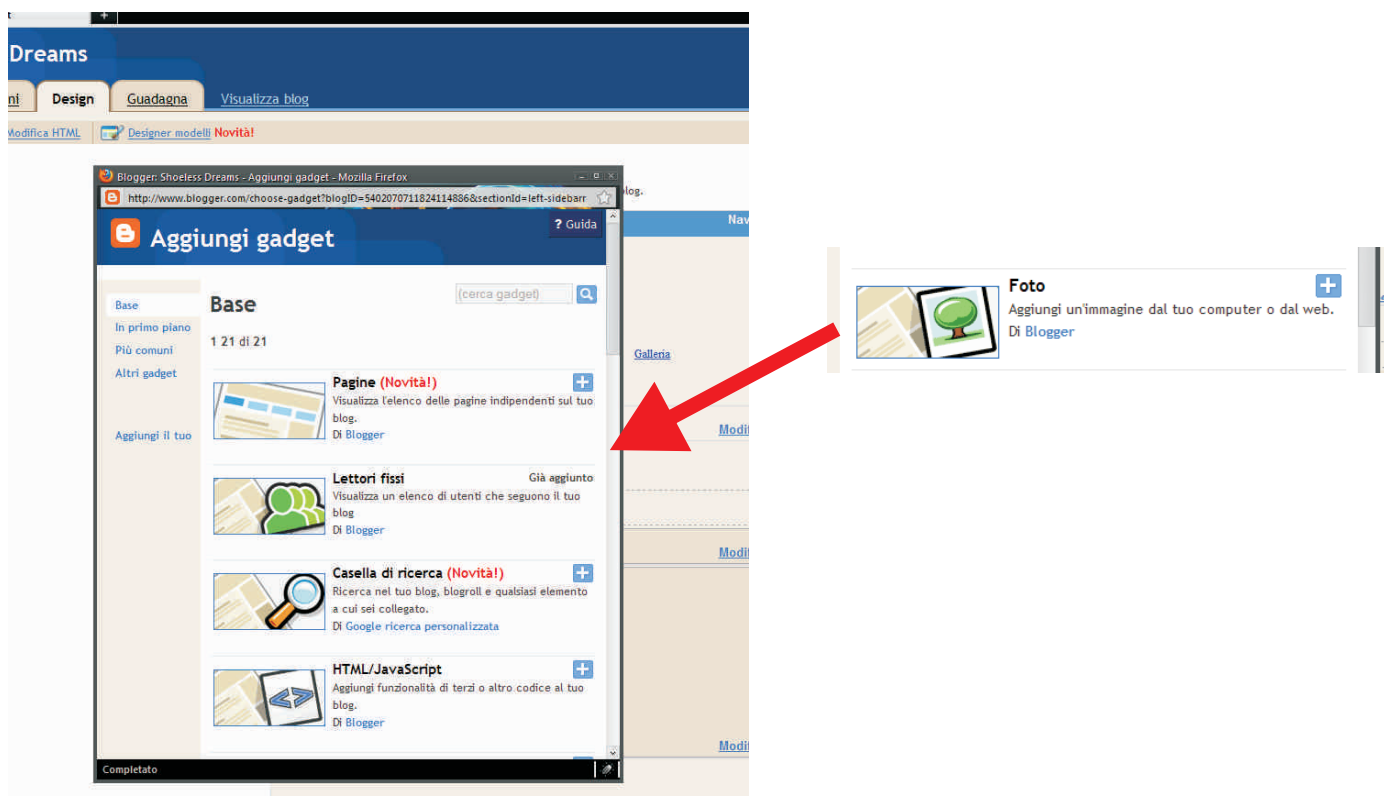 t
+
Dreams
ni Design Guadagna Visualizza blog
Modifica HTML Designer modelli Novità!
Blogger: Shoeless Dreams - Aggiungi gadget - Mozilla Firefox
http://www.blogger.com/choose-gadget?blogID=5402070711824114886&sectionId=left-sidebarr
log.
Nav
? Guida
Aggiungi gadget
Base
In primo piano
Più comuni
Altri gadget
Aggiungi il tuo
Base
(cerca gadget)
1 21 di 21
Pagine (Novità!)
Visualizza l'elenco delle pagine indipendenti sul tuo
blog.
Di Blogger
Lettori fissi Già aggiunto
Visualizza un elenco di utenti che seguono il tuo
blog
Di Blogger
Casella di ricerca (Novità!)
Ricerca nel tuo blog, blogroll e qualsiasi elemento
a cui sei collegato.
Di Google ricerca personalizzata
HTML/JavaScript
Aggiungi funzionalità di terzi o altro codice al tuo
blog.
Di Blogger
Completato
Galleria
Modif
Modif
Modif
Foto
Aggiungi un'immagine dal tuo computer o dal web.
Di Blogger